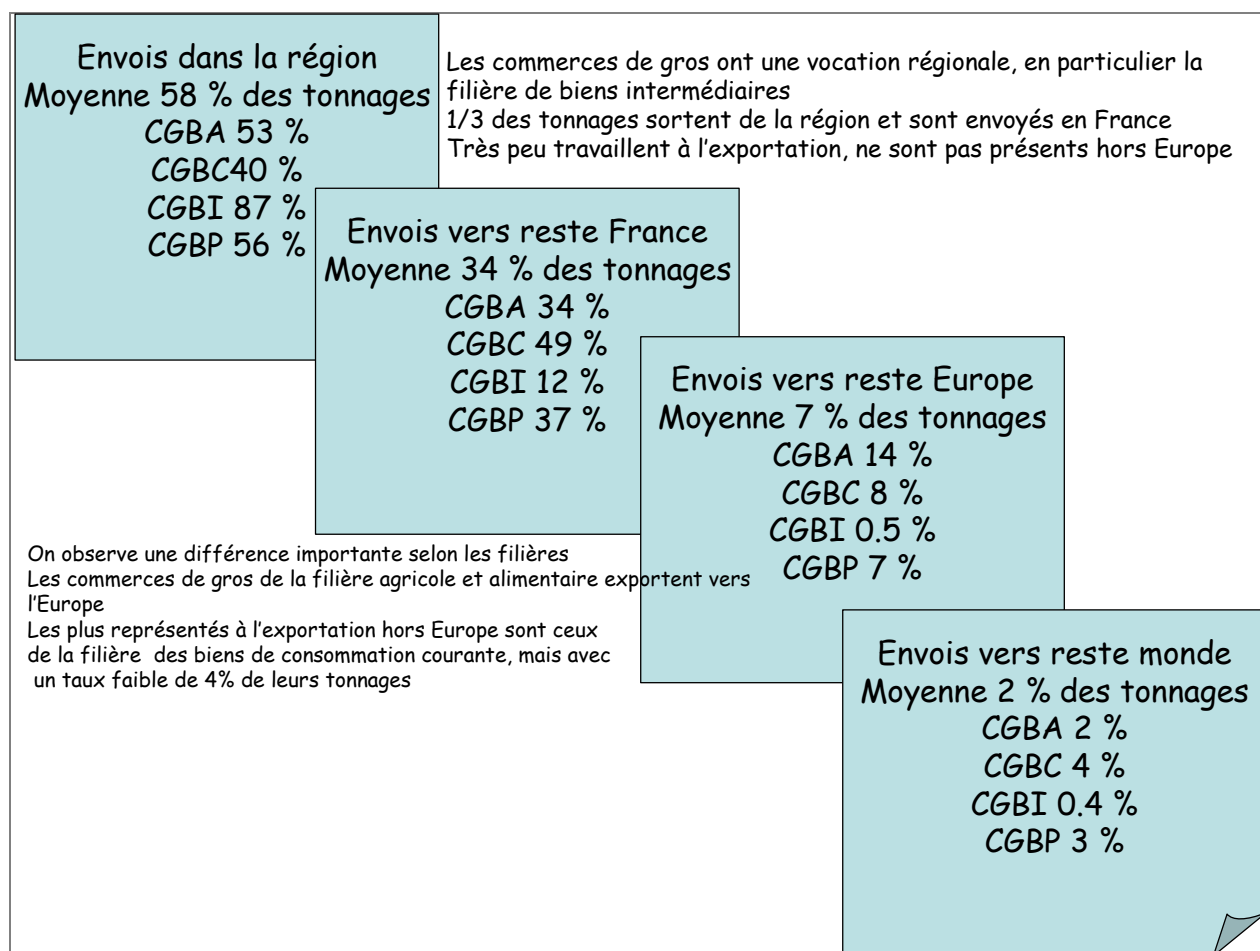 Envois dans la région
Moyenne 58 % des tonnages
CGBA 53 %
CGBC40 %
CGBI 87 %
CGBP 56 %
Les commerces de gros ont une vocation régionale, en particulier la
filière de biens intermédiaires
1/3 des tonnages sortent de la région et sont envoyés en France
Très peu travaillent à l'exportation, ne sont pas présents hors Europe
Envois vers reste France
Moyenne 34 % des tonnages
CGBA 34 %
CGBC 49 %
CGBI 12 %
CGBP 37 %
Envois vers reste Europe
Moyenne 7 % des tonnages
CGBA 14 %
CGBC 8 %
CGBI 0.5 %
CGBP 7 %
On observe une différence importante selon les filières
Les commerces de gros de la filière agricole et alimentaire exportent vers
l'Europe
Les plus représentés à l'exportation hors Europe sont ceux
de la filière des biens de consommation courante, mais avec
un taux faible de 4% de leurs tonnages
Envois vers reste monde
Moyenne 2 % des tonnages
CGBA 2 %
CGBC 4 %
CGBI 0.4 %
CGBP 3 %